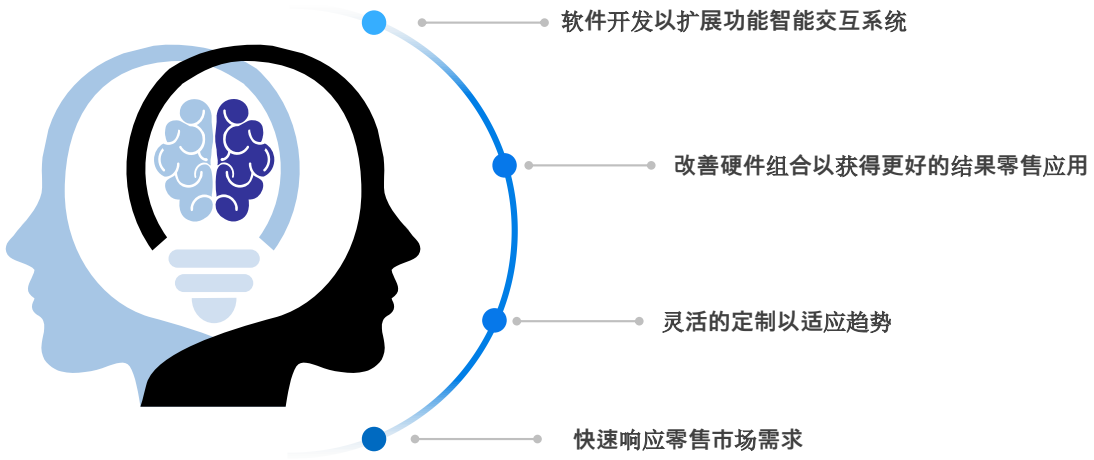 软件开发以扩展功能智能交互系统
改善硬件组合以获得更好的结果零售应用
灵活的定制以适应趋势
快速响应零售市场需求